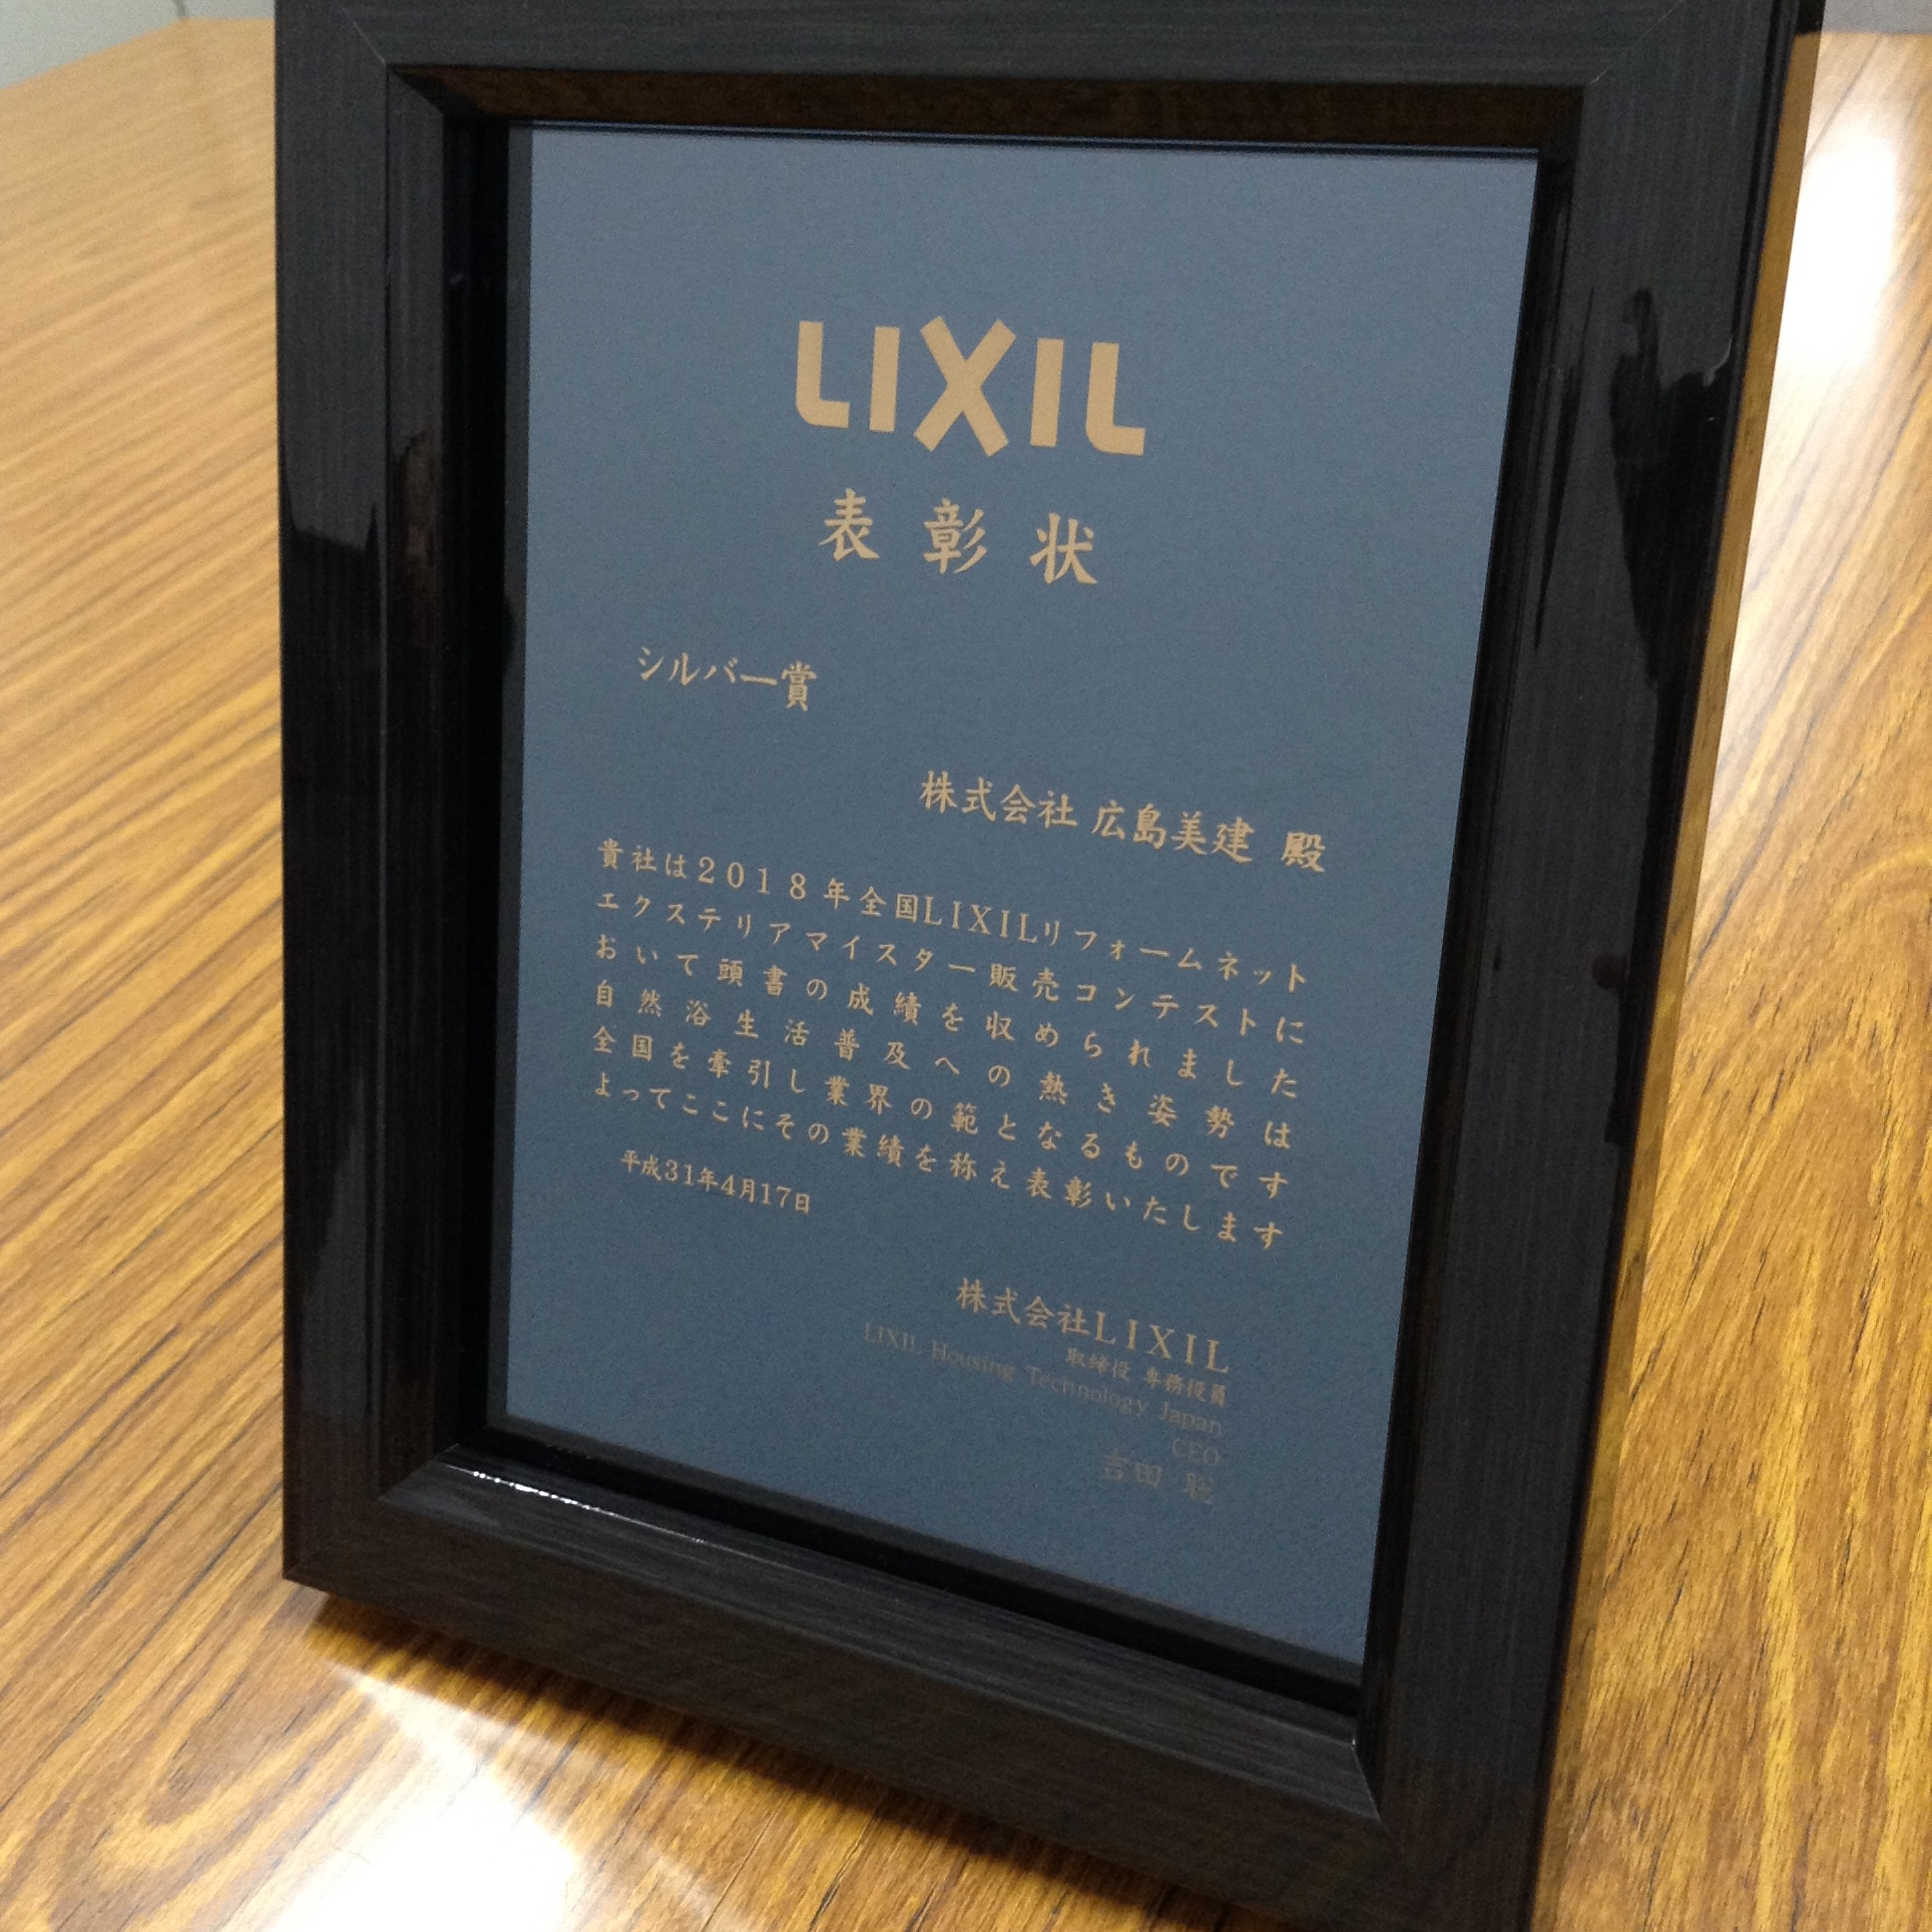 LIXIL
表彰状
シルバー賞
株式会社 広島美建 殿
貴社は2018年全国LIXILリフォームネット
エクステリアマイスター販売コンテストに
おいて頭書の成績を収められました
自然浴生活普及への熱き姿勢は
全国を牽引し業界の範となるものです
よってここにその業績を称え表彰いたします
平成31年4月17日
株式会社LIXIL
取締役 専務役員
LIXIL Housing Technology Japan
CEO
吉田 聡